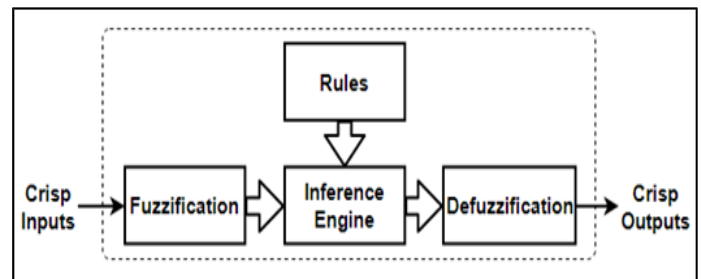 Rules
Crisp
Inputs
Fuzzification
Inference
Engine
Defuzzification
Crisp
Outputs